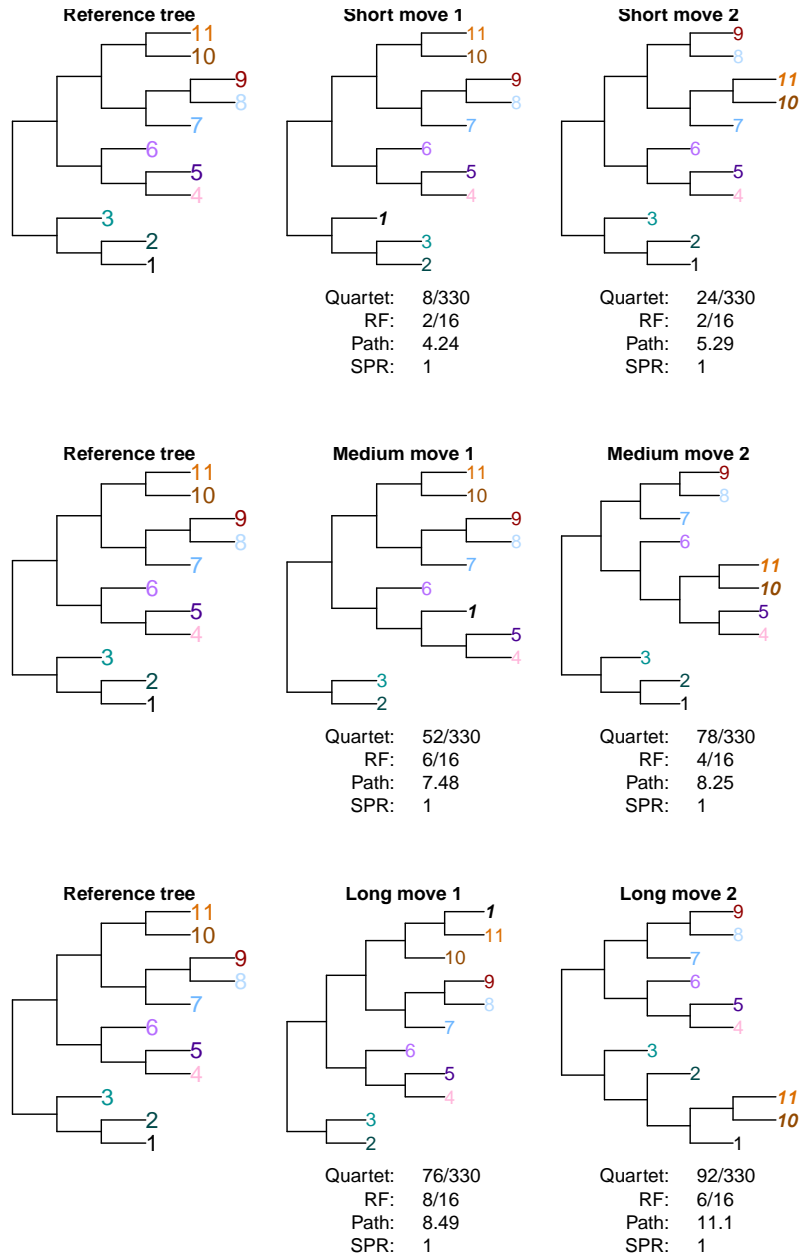 Reference tree Short move 1 Short move 2
11 11 9
10 10 8
9 9 11
8 8 10
7 7 7
6 6 6
5 5 5
4 4 4
3 1 3
2 3 2
1 2 1
Quartet: 8/330 Quartet: 24/330
RF: 2/16 RF: 2/16
Path: 4.24 Path: 5.29
SPR: 1 SPR: 1
Reference tree Medium move 1 Medium move 2
11 11 9
10 10 8
9 9 7
8 8 6
7 7 11
6 6 10
5 1 5
4 5 4
3 4 3
2 3 2
1 2 1
Quartet: 52/330 Quartet: 78/330
RF: 6/16 RF: 4/16
Path: 7.48 Path: 8.25
SPR: 1 SPR: 1
Reference tree Long move 1 Long move 2
11 1 9
10 11 8
9 10 7
8 9 6
7 8 5
6 7 4
5 6 3
4 5 2
3 4 11
2 3 10
1 2 1
Quartet: 76/330 Quartet: 92/330
RF: 8/16 RF: 6/16
Path: 8.49 Path: 11.1
SPR: 1 SPR: 1